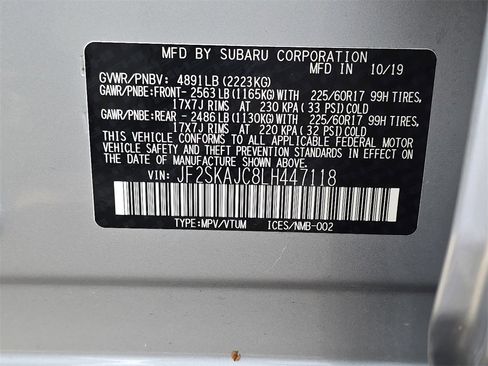 MFD BY SUBARU CORPORATION
MFD IN 10/19
GVWR/PNBV: 4891LB (2223KG)
GAWR/PNBE:FRONT- 2563LB (1165KG)WITH 225/60R17 99H TIRES,
17X7J RIMS AT 230 KPA (33 PSI)COLD
GAWR/PNBE:REAR - 2486LB (1130KG)WITH 225/60R17 99H TIRES,
17X7J RIMS AT 220 KPA (32 PSI)COLD
THIS VEHICLE CONFORMS TO ALL APPLICABLE FEDERAL MOTOR
VEHICLE SAFETY AND THEFT PREVENTION STANDARDS IN EFFECT
ON THE DATE OF MANUFACTURE SHOWN ABOVE.
VIN: JF2SKAJC8LH447118
TYPE:MPV/VTUM ICES/NMB-002